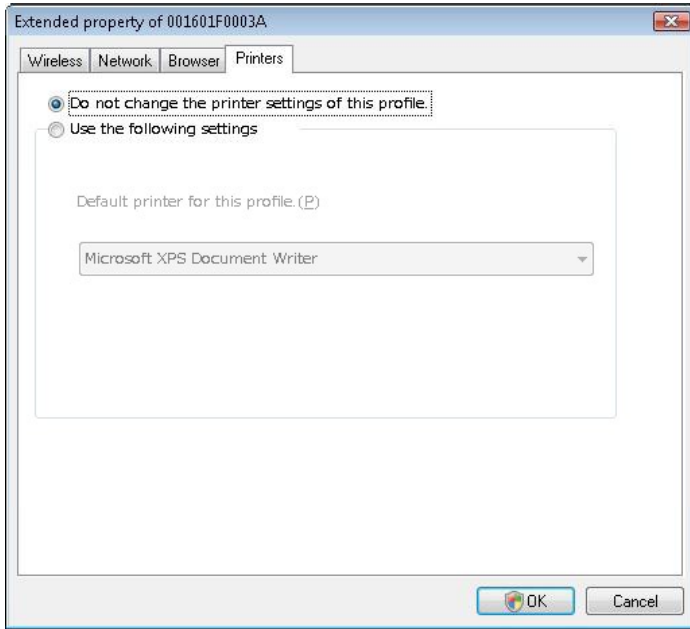 Extended property of 001601F0003A
Wireless Network Browser Printers
Do not change the printer settings of this profile.
Use the following settings
Default printer for this profile.(P)
Microsoft XPS Document Writer
OK Cancel